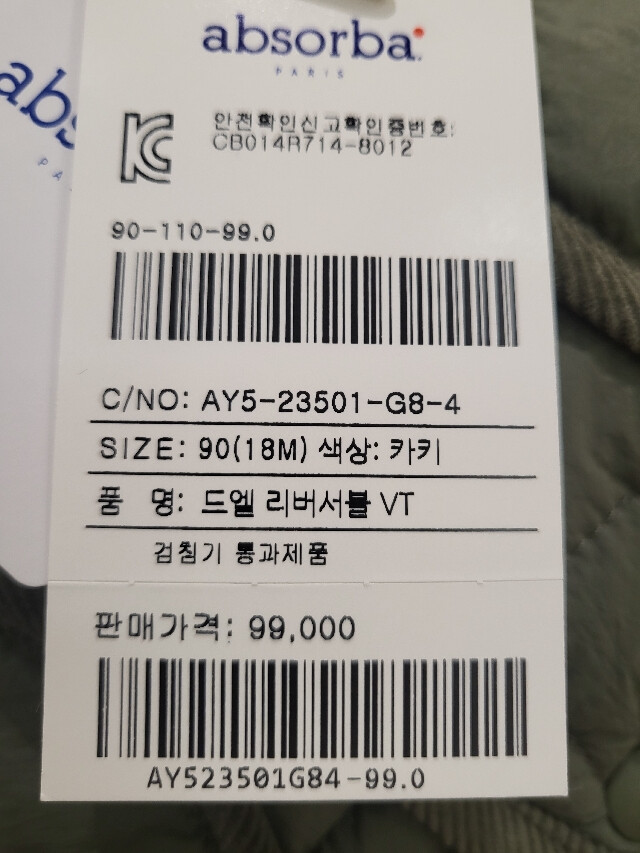 absorba
PARIS
abs
PA
안전확인신고확인증번호:
CB014R714-8012
90-110-99.0
C/NO: AY5-23501-G8-4
SIZE: 90(18M) 색상: 카키
품 명: 드엘 리버서블 VT
검침기 통과제품
판매가격: 99,000
AY523501G84-99.0